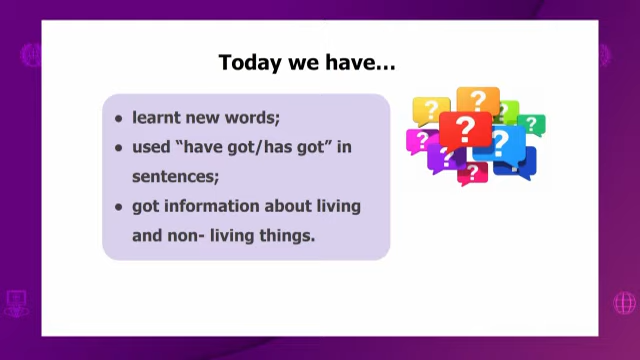 Today we have...
● learnt new words;
● used “have got/has got” in
sentences;
● got information about living
and non- living things.